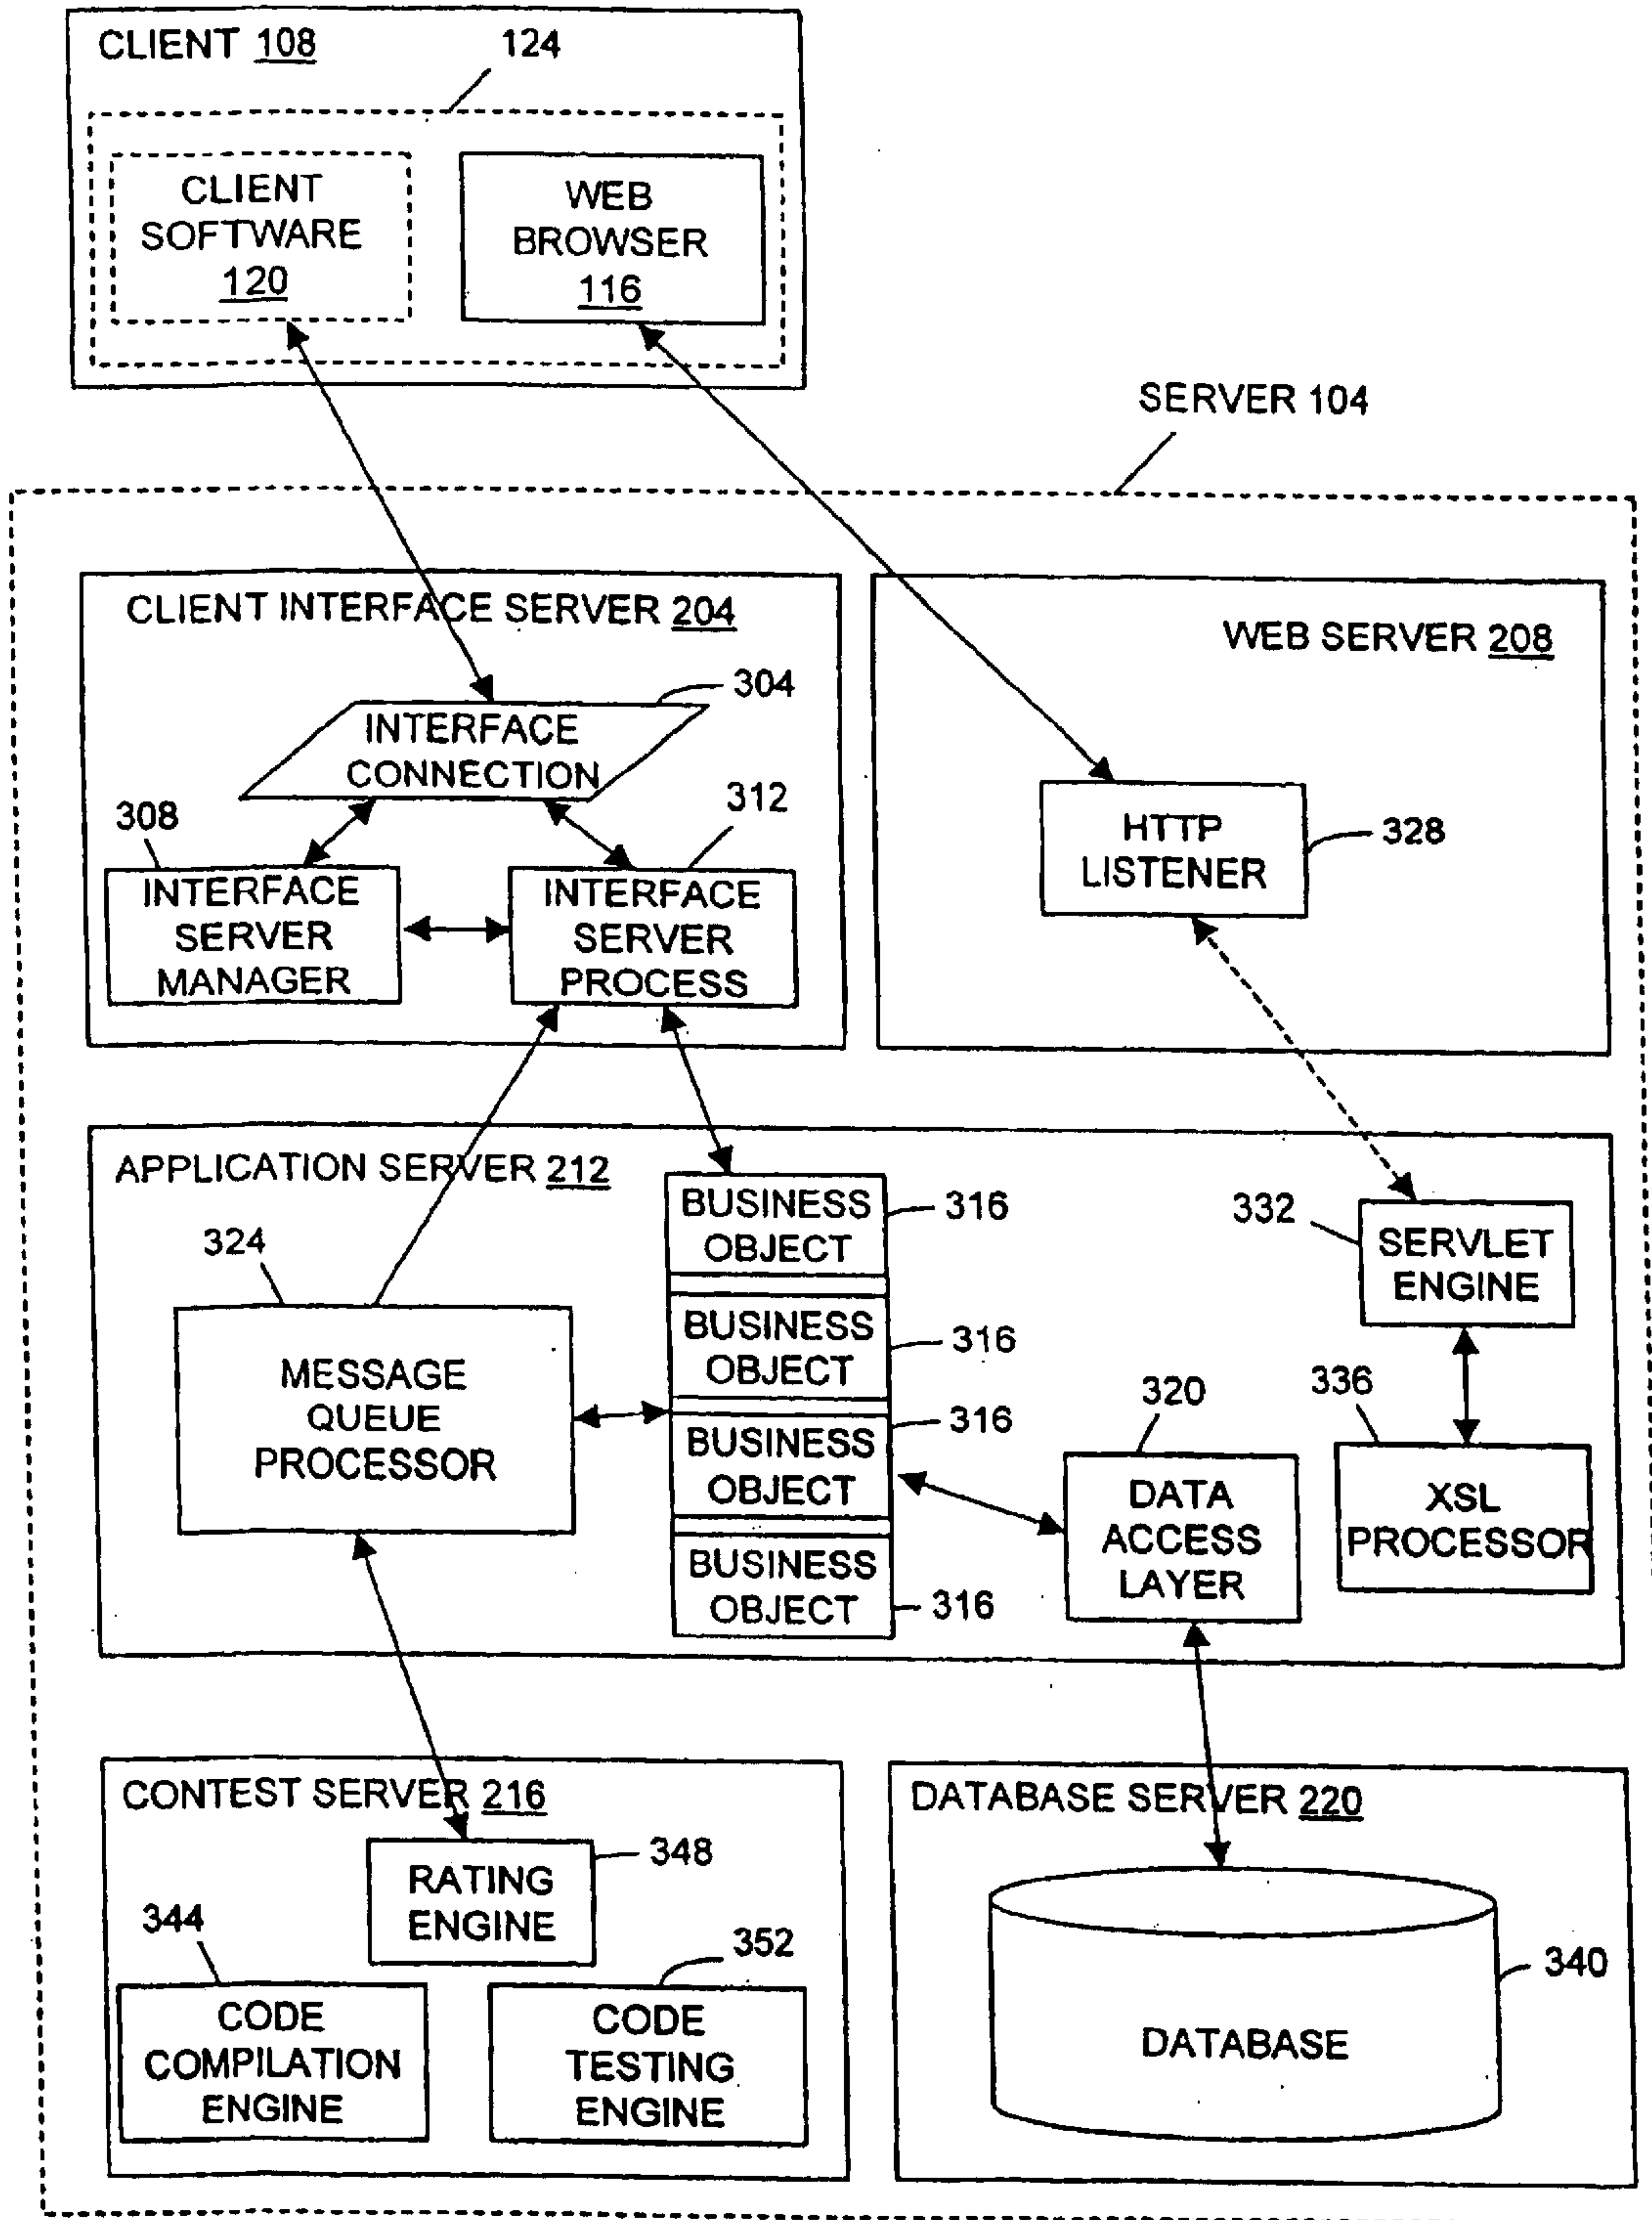 CLIENT 108
124
CLIENT
SOFTWARE
120
WEB
BROWSER
116
SERVER 104
CLIENT INTERFACE SERVER 204
304
INTERFACE
CONNECTION
308
312
INTERFACE
SERVER
MANAGER
INTERFACE
SERVER
PROCESS
WEB SERVER 208
HTTP
LISTENER
328
APPLICATION SERVER 212
324
MESSAGE
QUEUE
PROCESSOR
BUSINESS
OBJECT
316
BUSINESS
OBJECT
316
BUSINESS
OBJECT
316
BUSINESS
OBJECT
316
320
DATA
ACCESS
LAYER
332
SERVLET
ENGINE
336
XSL
PROCESSOR
CONTEST SERVER 216
348
RATING
ENGINE
344
CODE
COMPILATION
ENGINE
352
CODE
TESTING
ENGINE
DATABASE SERVER 220
340
DATABASE